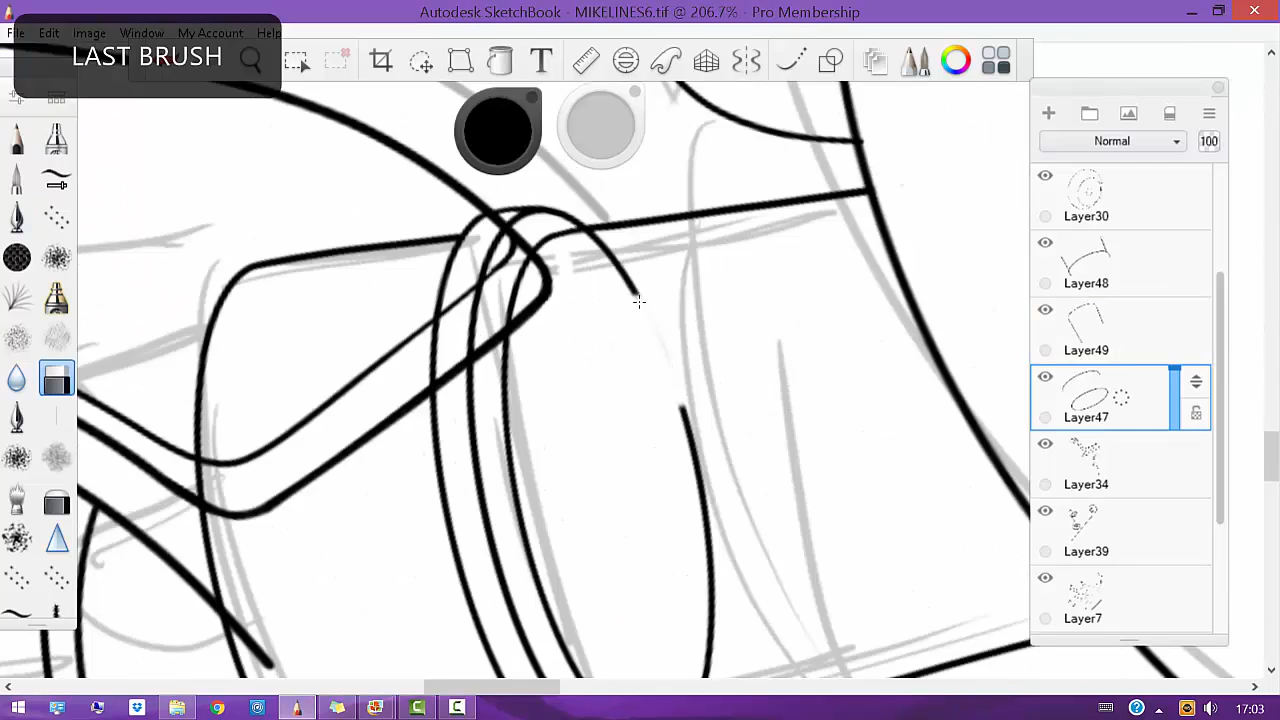 Autodesk SketchBook - MIKELINES6.tif @ 206.7% - Pro Membership
File Edit Image Window My Account Help
LAST BRUSH
T
Normal
100
Layer30
Layer48
Layer49
Layer47
Layer34
Layer39
Layer7
17:03